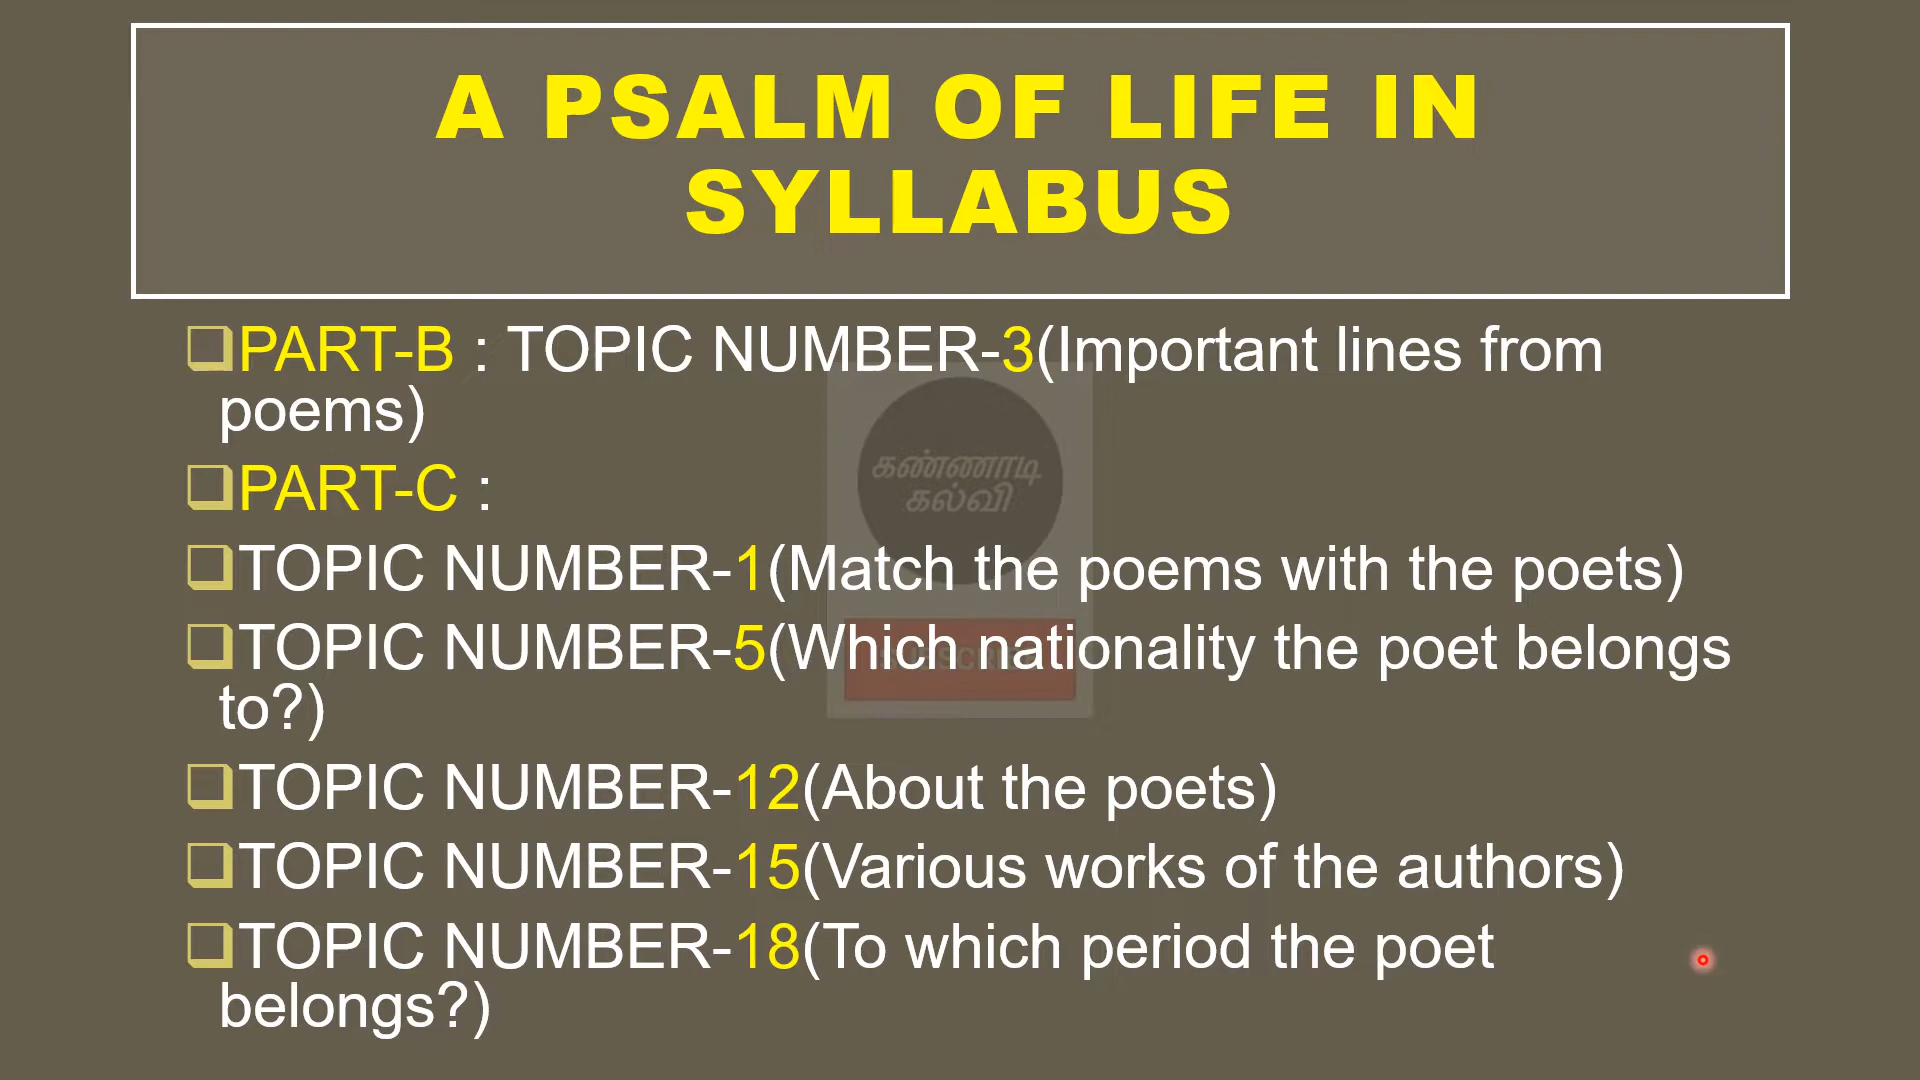 A PSALM OF LIFE IN
SYLLABUS
PART-B : TOPIC NUMBER-3(Important lines from
poems)
PART-C :
TOPIC NUMBER-1(Match the poems with the poets)
TOPIC NUMBER-5(Which nationality the poet belongs
to?)
TOPIC NUMBER-12(About the poets)
TOPIC NUMBER-15(Various works of the authors)
TOPIC NUMBER-18(To which period the poet
belongs?)
கண்ணாடி
கல்வி
SUBSCRIBE